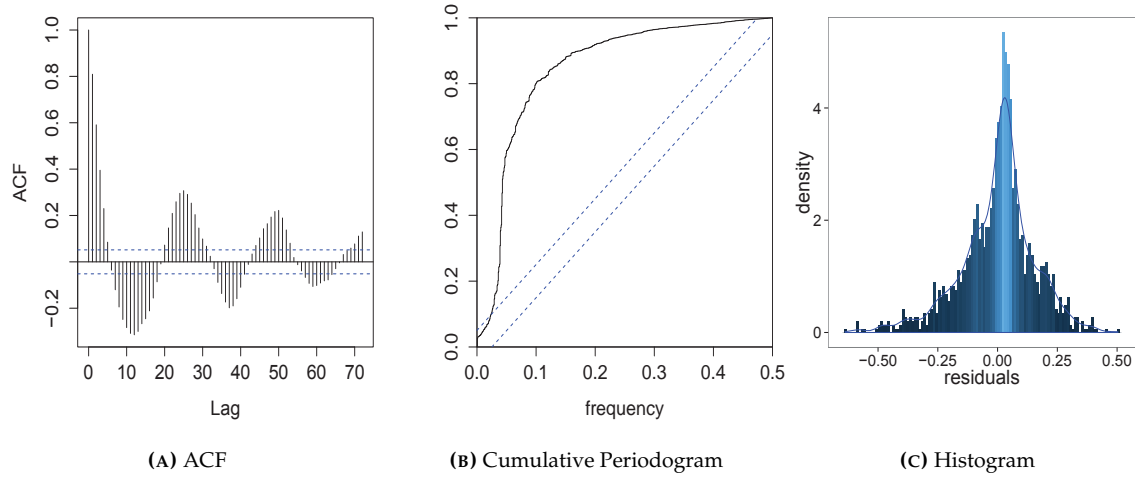 ACF
−0.2 0.0 0.2 0.4 0.6 0.8 1.0
0 10 20 30 40 50 60 70
Lag
(A) ACF
0.0 0.2 0.4 0.6 0.8 1.0
0.0 0.1 0.2 0.3 0.4 0.5
frequency
(B) Cumulative Periodogram
density
4
2
0
−0.50 −0.25 0.00 0.25 0.50
residuals
(C) Histogram